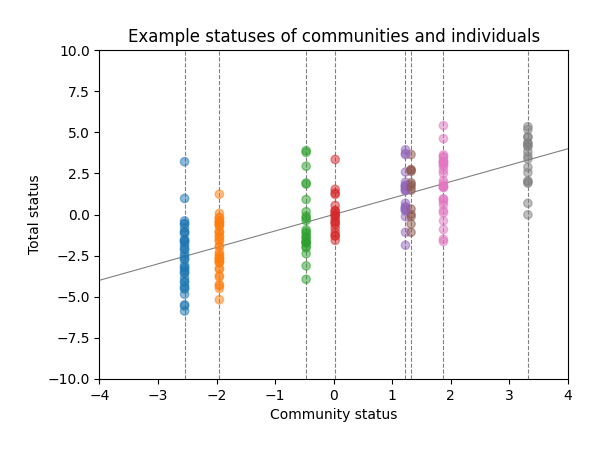 Example statuses of communities and individuals
10.0
7.5
5.0
2.5
0.0
−2.5
−5.0
−7.5
−10.0
Total status
−4 −3 −2 −1 0 1 2 3 4
Community status